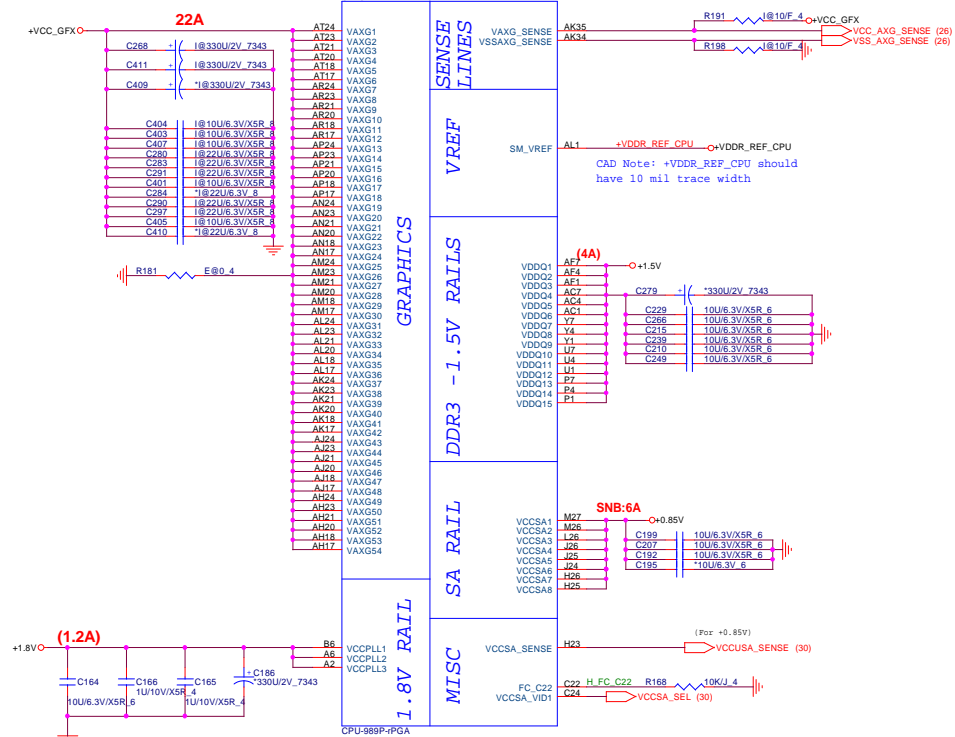 22A
+VCC_GFX
C268 + I@330U/2V_7343
C411 + I@330U/2V_7343
C409 + *I@330U/2V_7343
C404 I@10U/6.3V/X5R_8
C403 I@10U/6.3V/X5R_8
C407 I@10U/6.3V/X5R_8
C280 I@22U/6.3V/X5R_8
C283 I@22U/6.3V/X5R_8
C291 I@22U/6.3V/X5R_8
C401 I@10U/6.3V/X5R_8
C284 *I@22U/6.3V_8
C290 I@22U/6.3V/X5R_8
C297 I@22U/6.3V/X5R_8
C405 I@10U/6.3V/X5R_8
C410 *I@22U/6.3V_8
R181 E@0_4
AT24 VAXG1
AT23 VAXG2
AT21 VAXG3
AT20 VAXG4
AT18 VAXG5
AT17 VAXG6
AR24 VAXG7
AR23 VAXG8
AR21 VAXG9
AR20 VAXG10
AR18 VAXG11
AR17 VAXG12
AP24 VAXG13
AP23 VAXG14
AP21 VAXG15
AP20 VAXG16
AP18 VAXG17
AP17 VAXG18
AN24 VAXG19
AN23 VAXG20
AN21 VAXG21
AN20 VAXG22
AN18 VAXG23
AN17 VAXG24
AM24 VAXG25
AM23 VAXG26
AM21 VAXG27
AM20 VAXG28
AM18 VAXG29
AM17 VAXG30
AL24 VAXG31
AL23 VAXG32
AL21 VAXG33
AL20 VAXG34
AL18 VAXG35
AL17 VAXG36
AK24 VAXG37
AK23 VAXG38
AK21 VAXG39
AK20 VAXG40
AK18 VAXG41
AK17 VAXG42
AJ24 VAXG43
AJ23 VAXG44
AJ21 VAXG45
AJ20 VAXG46
AJ18 VAXG47
AJ17 VAXG48
AH24 VAXG49
AH23 VAXG50
AH21 VAXG51
AH20 VAXG52
AH18 VAXG53
AH17 VAXG54
GRAPHICS
(1.2A)
+1.8V
B6 VCCPLL1
A6 VCCPLL2
A2 VCCPLL3
C164
10U/6.3V/X5R_6
C166
1U/10V/X5R_4
C165
1U/10V/X5R_4
+ C186
*330U/2V_7343
1.8V RAIL
CPU-989P-rPGA
SENSE
LINES
VAXG_SENSE AK35
VSSAXG_SENSE AK34
R191 I@10/F_4
+VCC_GFX
VCC_AXG_SENSE (26)
VSS_AXG_SENSE (26)
R198 I@10/F_4
VREF
SM_VREF AL1 +VDDR_REF_CPU +VDDR_REF_CPU
CAD Note: +VDDR_REF_CPU should
have 10 mil trace width
DDR3 -1.5V RAILS
(4A)
+1.5V
VDDQ1 AF7
VDDQ2 AF4
VDDQ3 AF1
VDDQ4 AC7
VDDQ5 AC4
VDDQ6 AC1
VDDQ7 Y7
VDDQ8 Y4
VDDQ9 Y1
VDDQ10 U7
VDDQ11 U4
VDDQ12 U1
VDDQ13 P7
VDDQ14 P4
VDDQ15 P1
C279 + *330U/2V_7343
C229 10U/6.3V/X5R_6
C266 10U/6.3V/X5R_6
C215 10U/6.3V/X5R_6
C239 10U/6.3V/X5R_6
C210 10U/6.3V/X5R_6
C249 10U/6.3V/X5R_6
SA RAIL
SNB:6A
+0.85V
VCCSA1 M27
VCCSA2 M26
VCCSA3 L26
VCCSA4 J26
VCCSA5 J25
VCCSA6 J24
VCCSA7 H26
VCCSA8 H25
C199 10U/6.3V/X5R_6
C207 10U/6.3V/X5R_6
C192 10U/6.3V/X5R_6
C195 *10U/6.3V_6
MISC
(For +0.85V)
VCCSA_SENSE H23 VCCUSA_SENSE (30)
FC_C22 C22 H_FC_C22 R168 10K/J_4
VCCSA_VID1 C24 VCCSA_SEL (30)